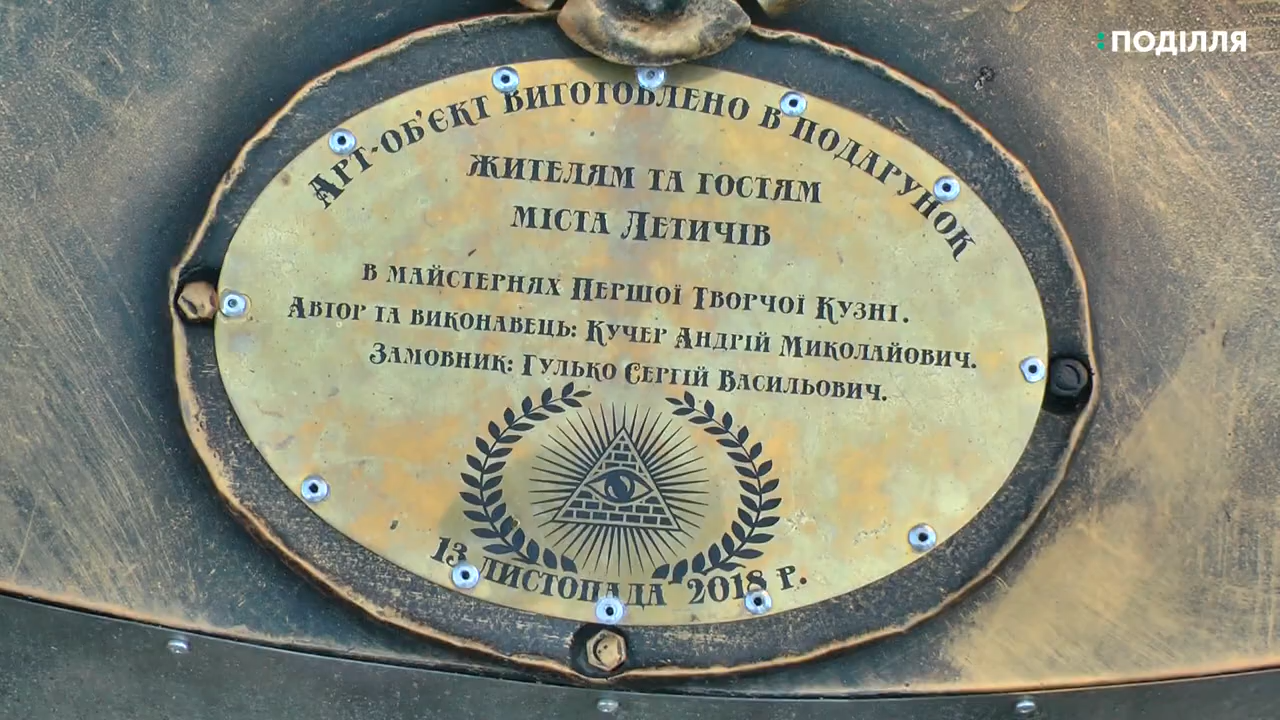 :ПОДІЛЛЯ
Арт-об'єкт виготовлено в подарунок
жителям та гостям
міста Летичів
в майстернях Першої Творчої Кузні.
Автор та виконавець: Кучер Андрій Миколайович.
Замовник: Гулько Сергій Васильович.
13 листопада 2018 р.